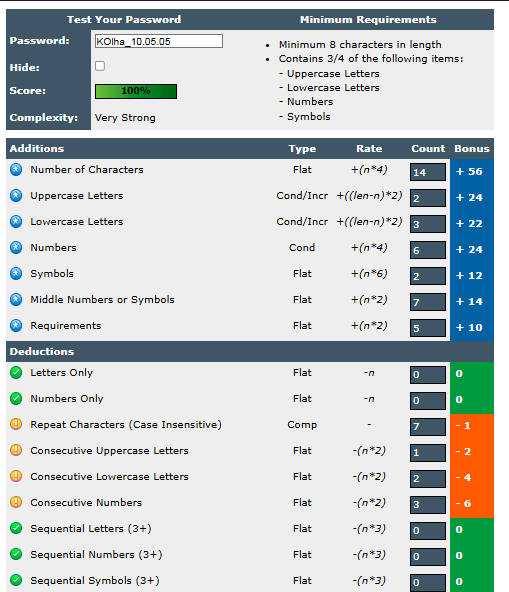 Test Your Password Minimum Requirements
Password: KOlha_10.05.05
Hide:
Score: 100%
Complexity: Very Strong
• Minimum 8 characters in length
• Contains 3/4 of the following items:
- Uppercase Letters
- Lowercase Letters
- Numbers
- Symbols
Additions Type Rate Count Bonus
Number of Characters Flat +(n*4) 14 + 56
Uppercase Letters Cond/Incr +((len-n)*2) 2 + 24
Lowercase Letters Cond/Incr +((len-n)*2) 3 + 22
Numbers Cond +(n*4) 6 + 24
Symbols Flat +(n*6) 2 + 12
Middle Numbers or Symbols Flat +(n*2) 7 + 14
Requirements Flat +(n*2) 5 + 10
Deductions
Letters Only Flat -n 0 0
Numbers Only Flat -n 0 0
Repeat Characters (Case Insensitive) Comp - 7 - 1
Consecutive Uppercase Letters Flat -(n*2) 1 - 2
Consecutive Lowercase Letters Flat -(n*2) 2 - 4
Consecutive Numbers Flat -(n*2) 3 - 6
Sequential Letters (3+) Flat -(n*3) 0 0
Sequential Numbers (3+) Flat -(n*3) 0 0
Sequential Symbols (3+) Flat -(n*3) 0 0